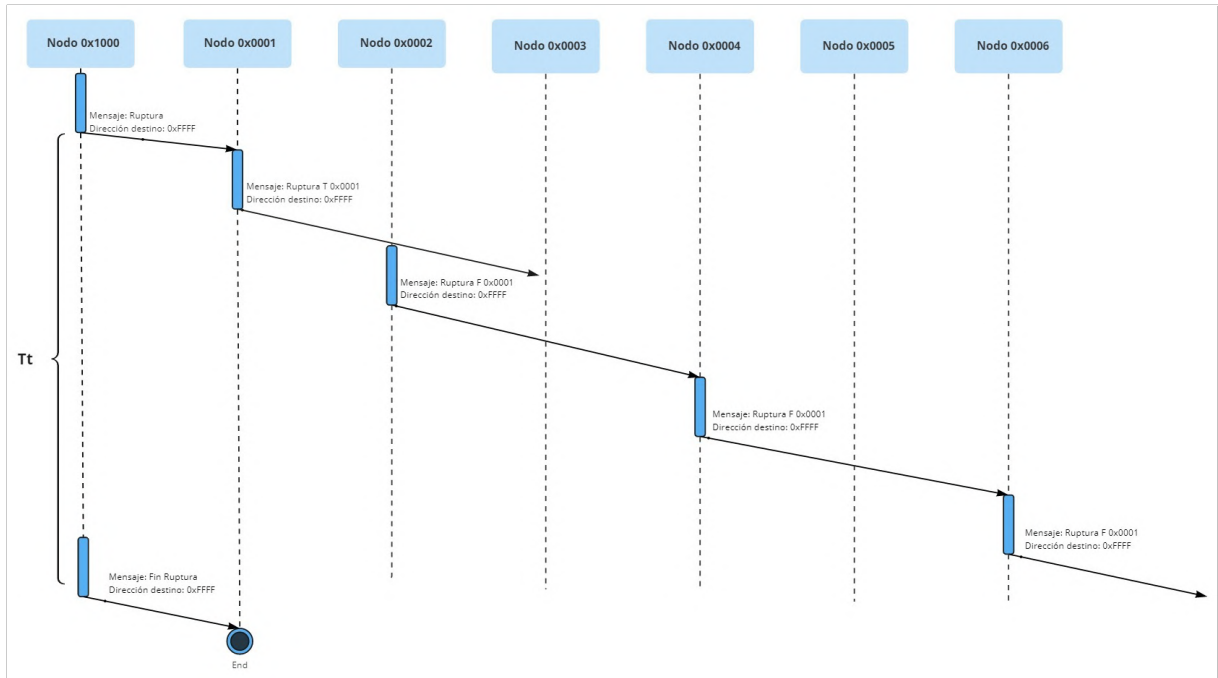 Nodo 0x1000
Nodo 0x0001
Nodo 0x0002
Nodo 0x0003
Nodo 0x0004
Nodo 0x0005
Nodo 0x0006
Mensaje: Ruptura
Dirección destino: 0xFFFF
Mensaje: Ruptura T 0x0001
Dirección destino: 0xFFFF
Mensaje: Ruptura F 0x0001
Dirección destino: 0xFFFF
Tt
Mensaje: Ruptura F 0x0001
Dirección destino: 0xFFFF
Mensaje: Ruptura F 0x0001
Dirección destino: 0xFFFF
Mensaje: Fin Ruptura
Dirección destino: 0xFFFF
End